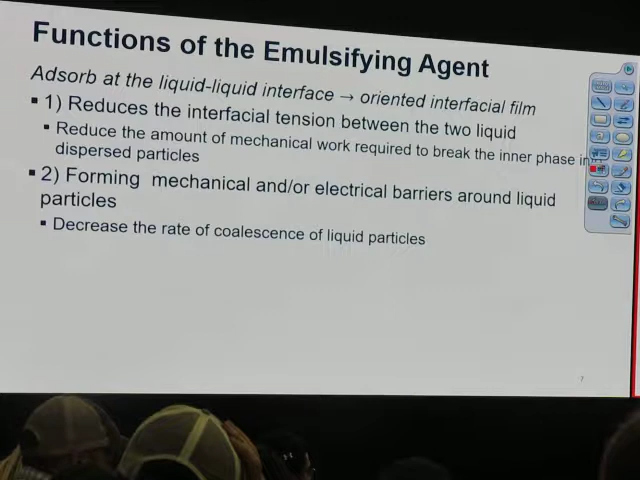 Functions of the Emulsifying Agent
Adsorb at the liquid-liquid interface → oriented interfacial film
▪ 1) Reduces the interfacial tension between the two liquid
▪ Reduce the amount of mechanical work required to break the inner phase
dispersed particles
▪ 2) Forming mechanical and/or electrical barriers around liquid
particles
▪ Decrease the rate of coalescence of liquid particles
7